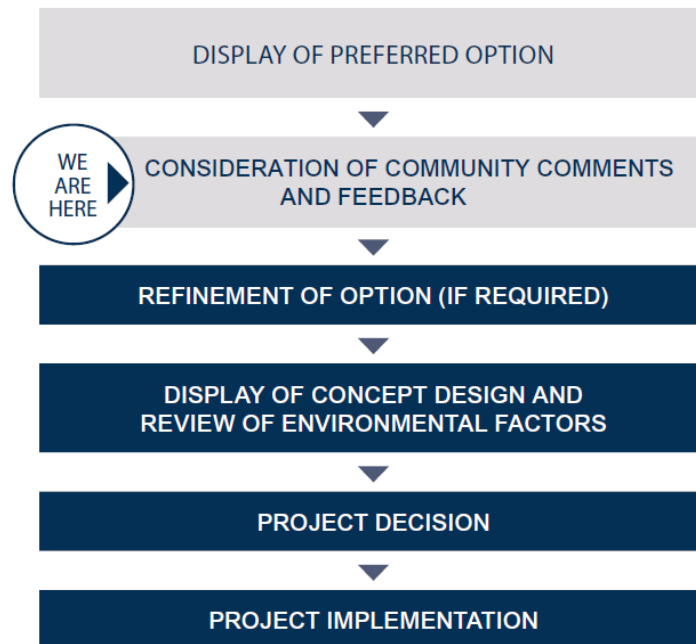 DISPLAY OF PREFERRED OPTION
WE
ARE
HERE
CONSIDERATION OF COMMUNITY COMMENTS
AND FEEDBACK
REFINEMENT OF OPTION (IF REQUIRED)
DISPLAY OF CONCEPT DESIGN AND
REVIEW OF ENVIRONMENTAL FACTORS
PROJECT DECISION
PROJECT IMPLEMENTATION